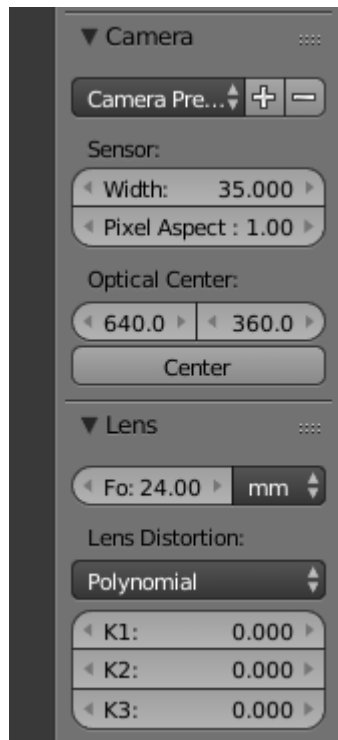 Camera
Camera Pre...
Sensor:
Width: 35.000
Pixel Aspect : 1.00
Optical Center:
640.0 360.0
Center
Lens
Fo: 24.00 mm
Lens Distortion:
Polynomial
K1: 0.000
K2: 0.000
K3: 0.000